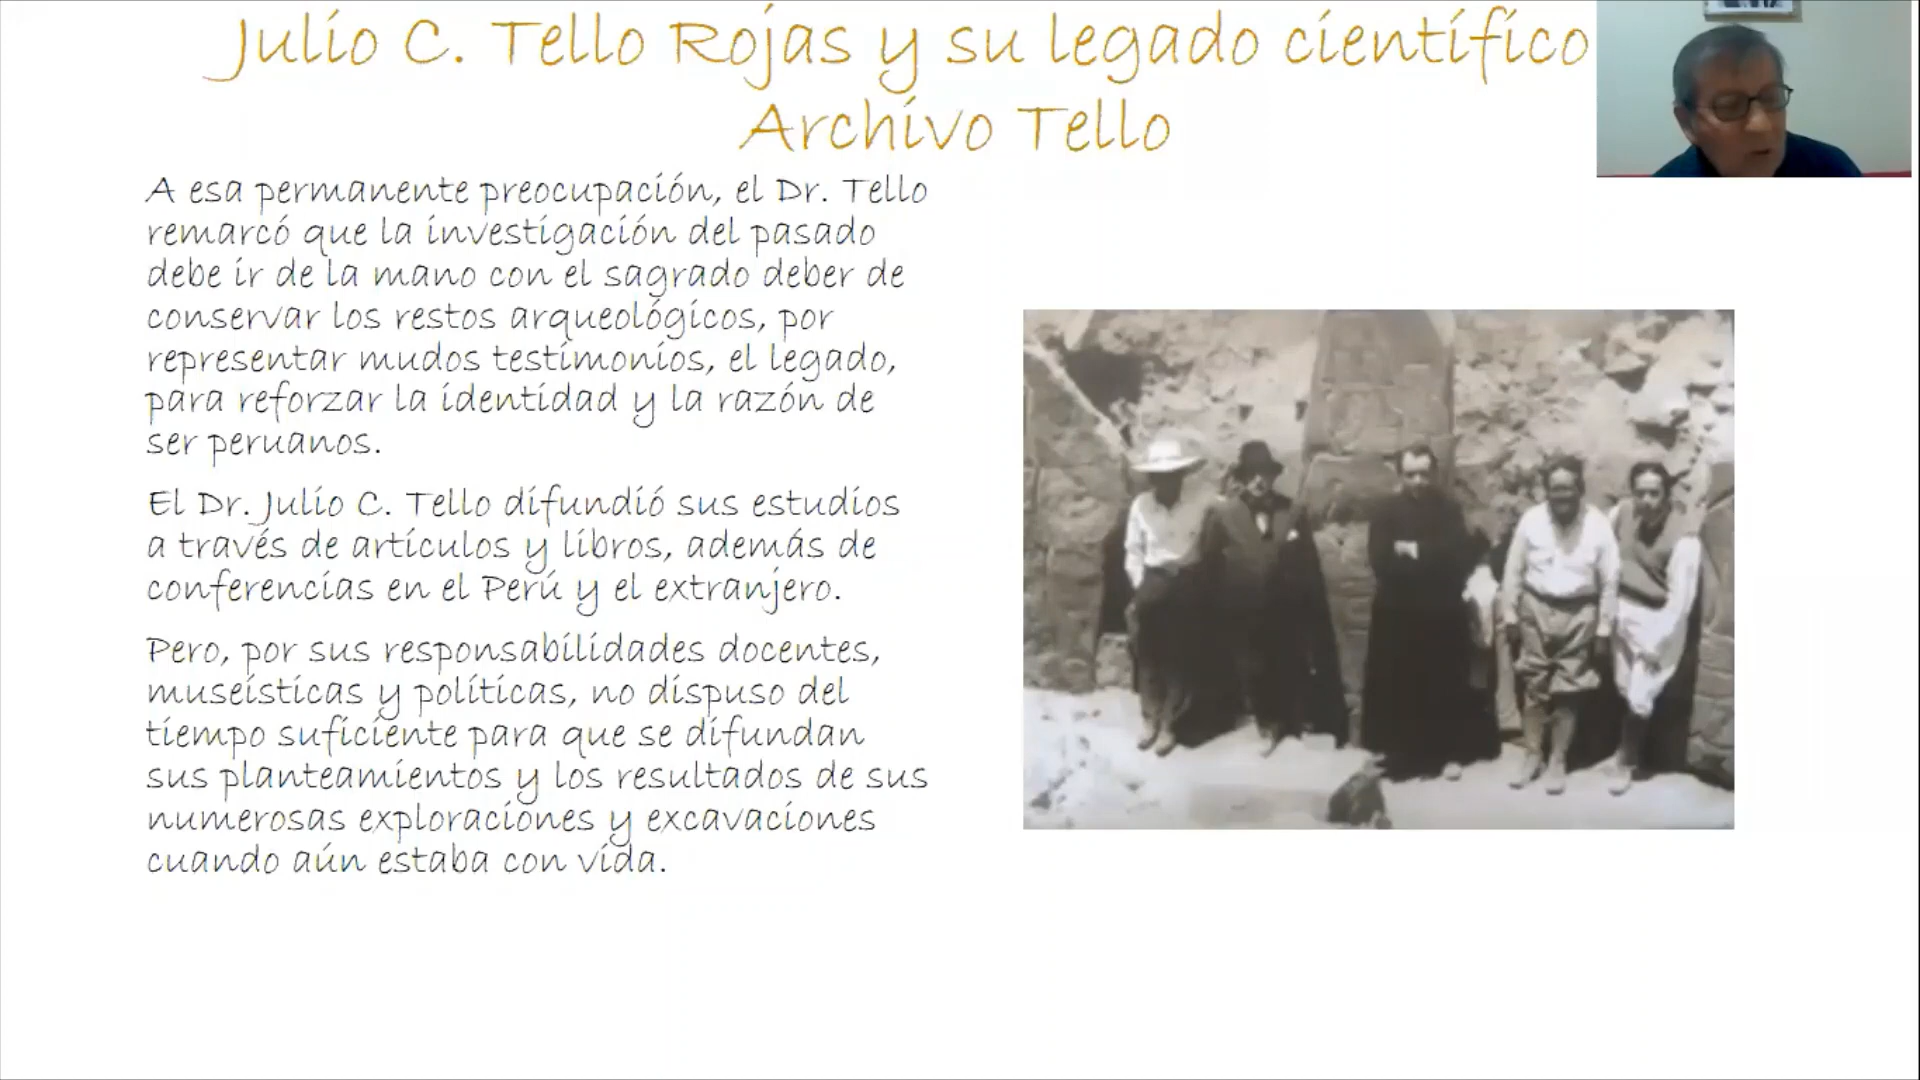 Julio C. Tello Rojas y su legado científico
Archivo Tello
A esa permanente preocupación, el Dr. Tello
remarcó que la investigación del pasado
debe ir de la mano con el sagrado deber de
conservar los restos arqueológicos, por
representar mudos testimonios, el legado,
para reforzar la identidad y la razón de
ser peruanos.
El Dr. Julio C. Tello difundió sus estudios
a través de artículos y libros, además de
conferencias en el Perú y el extranjero.
Pero, por sus responsabilidades docentes,
museísticas y políticas, no dispuso del
tiempo suficiente para que se difundan
sus planteamientos y los resultados de sus
numerosas exploraciones y excavaciones
cuando aún estaba con vida.